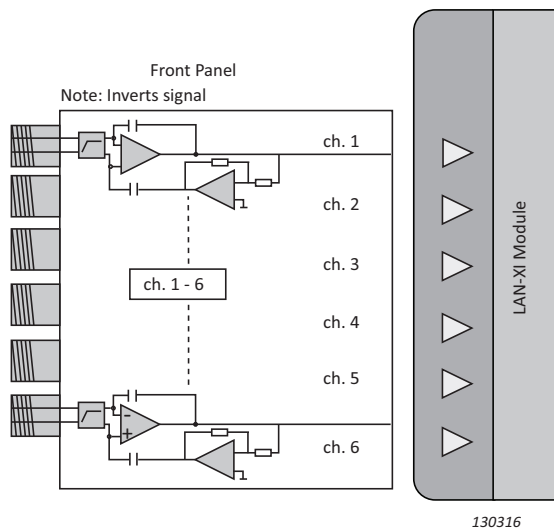 Front Panel
Note: Inverts signal
ch. 1
ch. 2
ch. 3
ch. 1 - 6
ch. 4
ch. 5
ch. 6
−
+
LAN-XI Module
130316